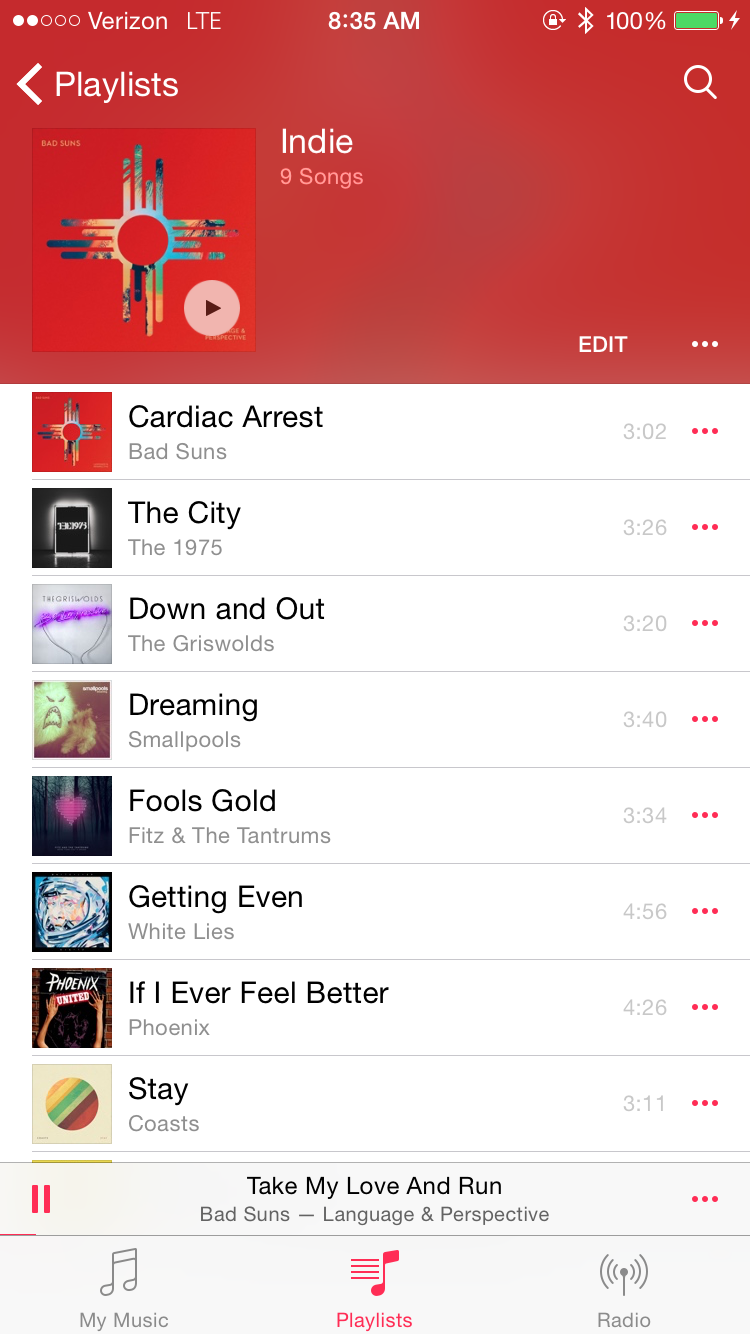 Verizon LTE 8:35 AM 100%
Playlists
BAD SUNS
Indie
9 Songs
PERSPECTIVE
EDIT
Cardiac Arrest
3:02
Bad Suns
The City
3:26
The 1975
THE GRISWOLDS
Down and Out
3:20
The Griswolds
smallpools
Dreaming
3:40
Smallpools
Fools Gold
3:34
Fitz & The Tantrums
Getting Even
4:56
White Lies
PHOENIX
UNITED
If I Ever Feel Better
4:26
Phoenix
Stay
3:11
Coasts
Take My Love And Run
Bad Suns — Language & Perspective
My Music
Playlists
Radio